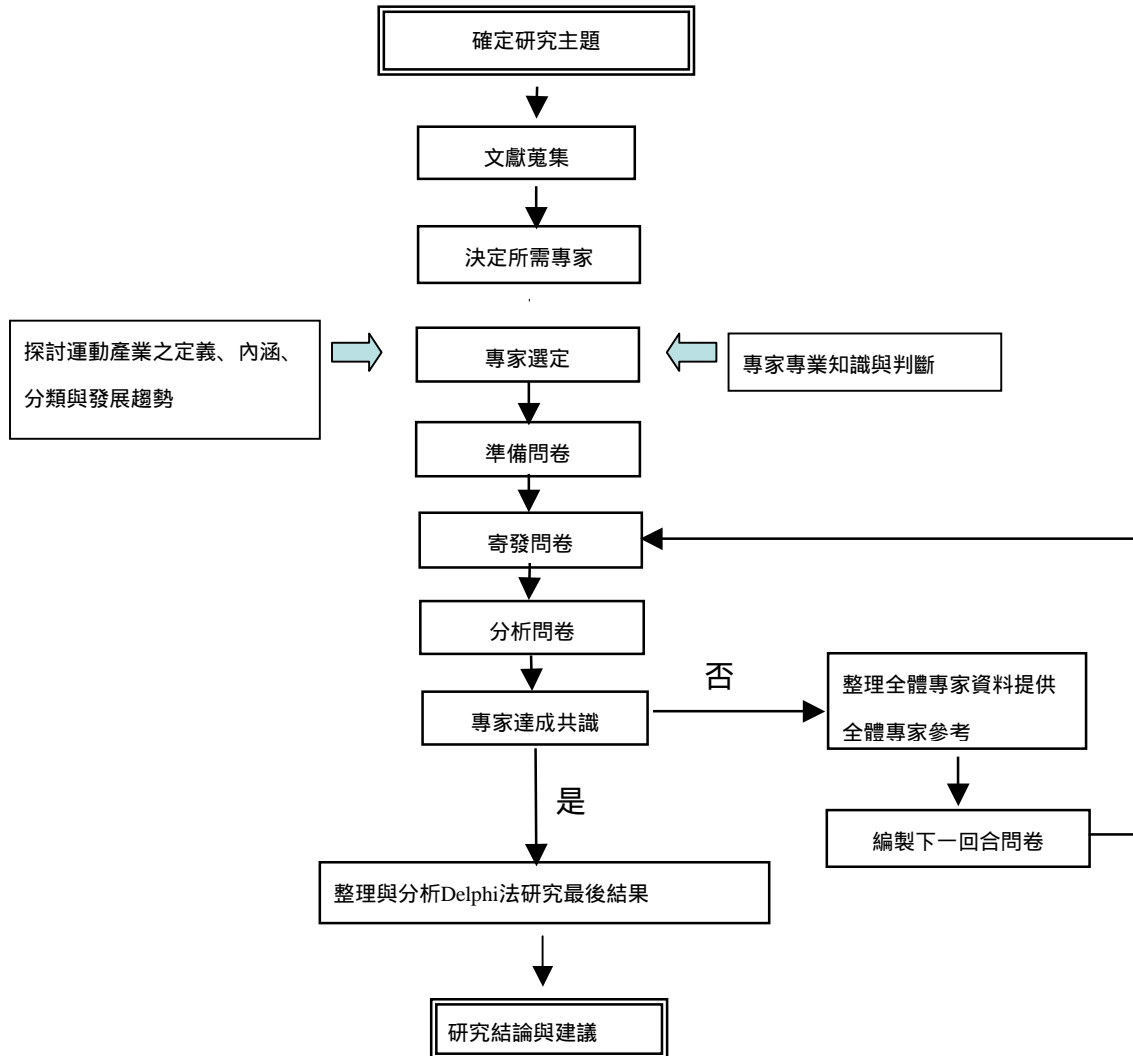 確定研究主題
文獻蒐集
決定所需專家
探討運動產業之定義、內涵、
分類與發展趨勢
專家選定
專家專業知識與判斷
準備問卷
寄發問卷
分析問卷
專家達成共識
否
整理全體專家資料提供
全體專家參考
是
編製下一回合問卷
整理與分析Delphi法研究最後結果
研究結論與建議